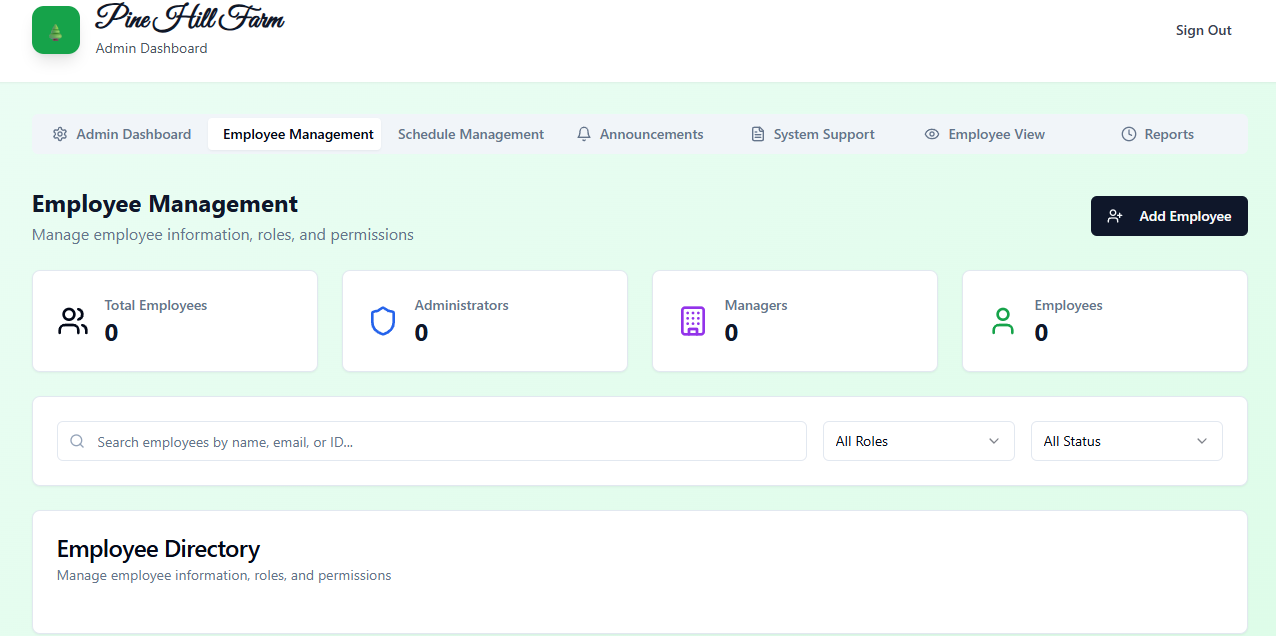 Pine Hill Farm
Admin Dashboard
Sign Out
Admin Dashboard
Employee Management
Schedule Management
Announcements
System Support
Employee View
Reports
Employee Management
Manage employee information, roles, and permissions
Add Employee
Total Employees
0
Administrators
0
Managers
0
Employees
0
Search employees by name, email, or ID...
All Roles
All Status
Employee Directory
Manage employee information, roles, and permissions